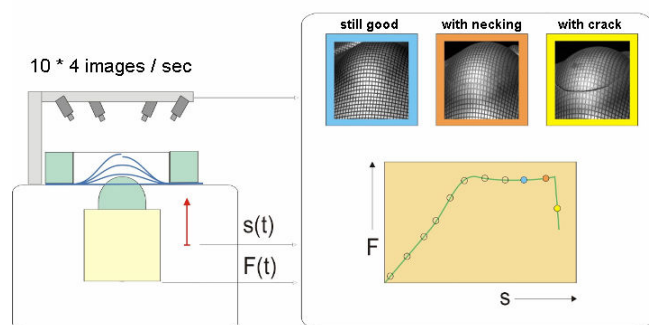 still good
with necking
with crack
10 * 4 images / sec
s(t)
F(t)
F
s